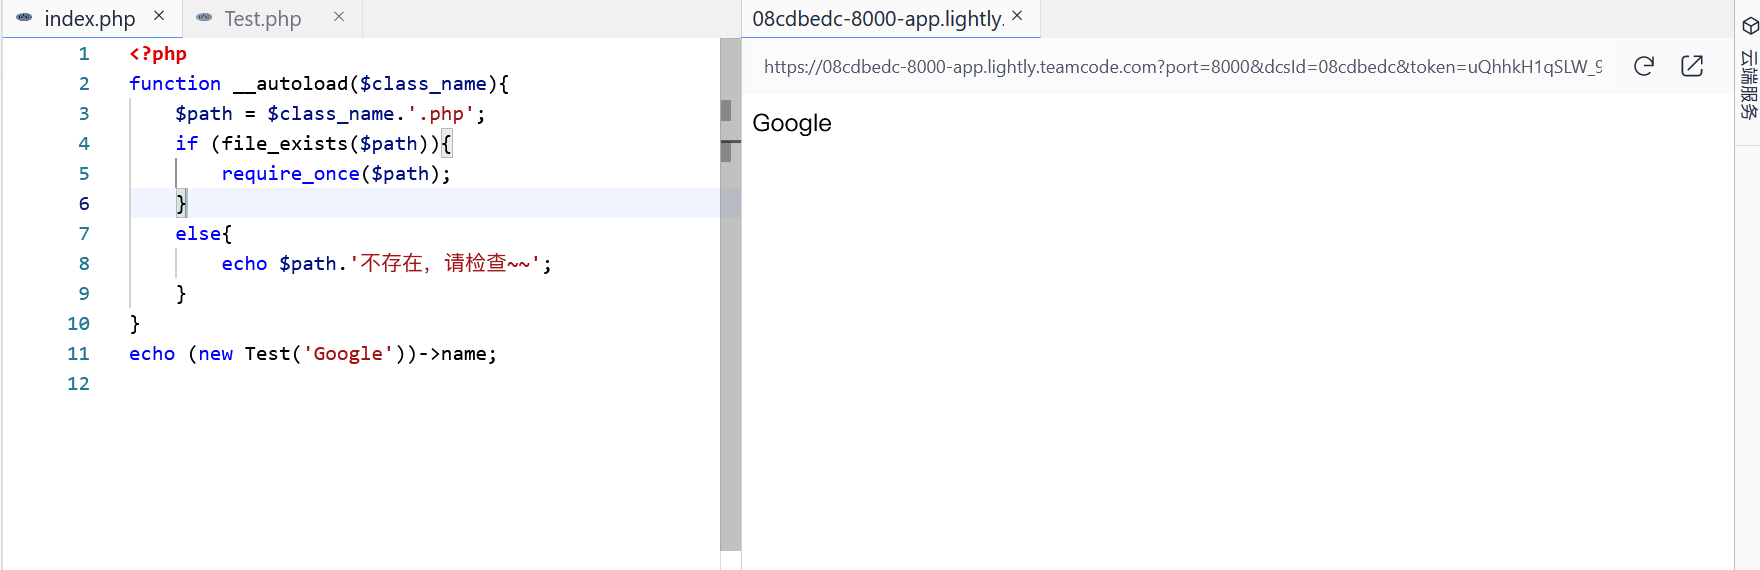 index.php
Test.php
1 <?php
2 function __autoload($class_name){
3 $path = $class_name.'.php';
4 if (file_exists($path)){
5 require_once($path);
6 }
7 else{
8 echo $path.'不存在，请检查~~';
9 }
10 }
11 echo (new Test('Google'))->name;
12
08cdbedc-8000-app.lightly.
https://08cdbedc-8000-app.lightly.teamcode.com?port=8000&dcsId=08cdbedc&token=uQhhkH1qSLW_9
Google
云端服务